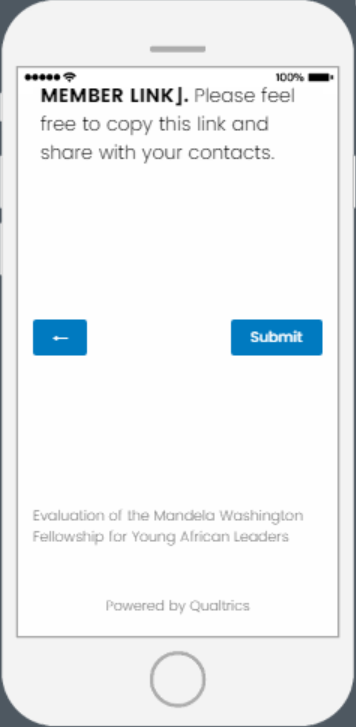 100%
MEMBER LINK]. Please feel
free to copy this link and
share with your contacts.
←
Submit
Evaluation of the Mandela Washington
Fellowship for Young African Leaders
Powered by Qualtrics